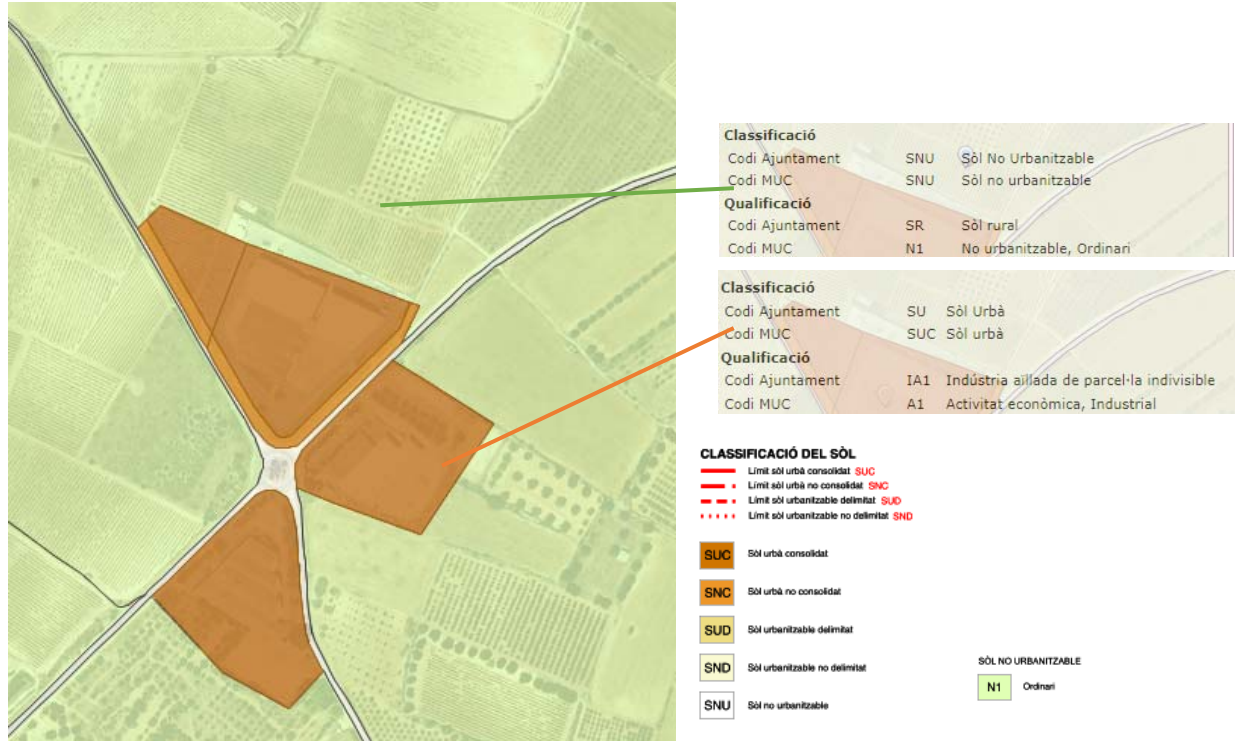 Classificació
Codi Ajuntament SNU Sòl No Urbanitzable
Codi MUC SNU Sòl no urbanitzable
Qualificació
Codi Ajuntament SR Sòl rural
Codi MUC N1 No urbanitzable, Ordinari
Classificació
Codi Ajuntament SU Sòl Urbà
Codi MUC SUC Sòl urbà
Qualificació
Codi Ajuntament IA1 Indústria aïllada de parcel·la indivisible
Codi MUC A1 Activitat econòmica, Industrial
CLASSIFICACIÓ DEL SÒL
Límit sòl urbà consolidat SUC
Límit sòl urbà no consolidat SNC
Límit sòl urbanitzable delimitat SUD
Límit sòl urbanitzable no delimitat SND
SUC Sòl urbà consolidat
SNC Sòl urbà no consolidat
SUD Sòl urbanitzable delimitat
SND Sòl urbanitzable no delimitat
SNU Sòl no urbanitzable
SÒL NO URBANITZABLE
N1 Ordinari